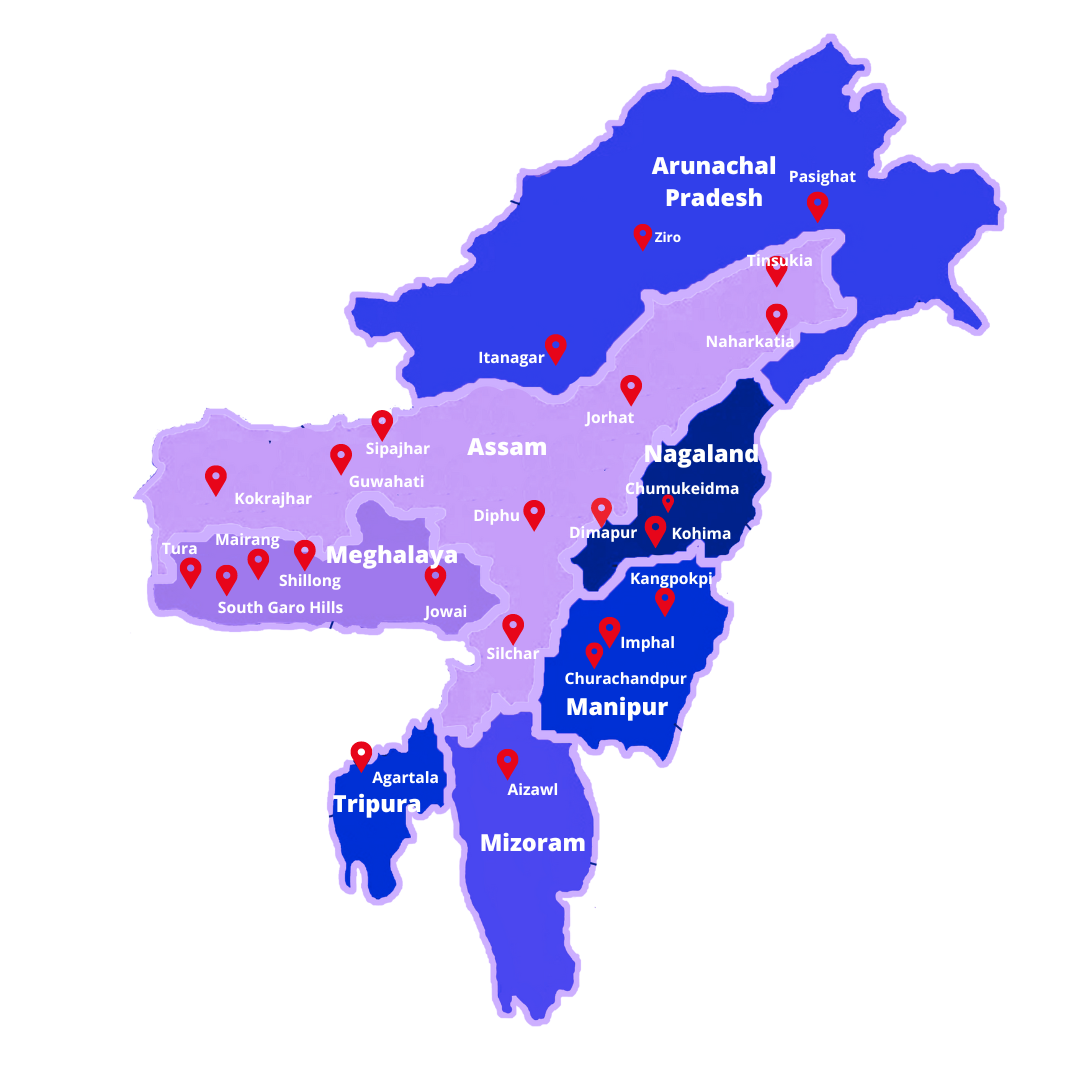 Arunachal
Pradesh
Pasighat
Ziro
Tinsukia
Naharkatia
Itanagar
Jorhat
Sipajhar
Assam
Nagaland
Guwahati
Chumukeidma
Kokrajhar
Diphu
Dimapur
Kohima
Mairang
Tura
Meghalaya
Shillong
Kangpokpi
South Garo Hills
Jowai
Imphal
Silchar
Churachandpur
Manipur
Agartala
Aizawl
Tripura
Mizoram